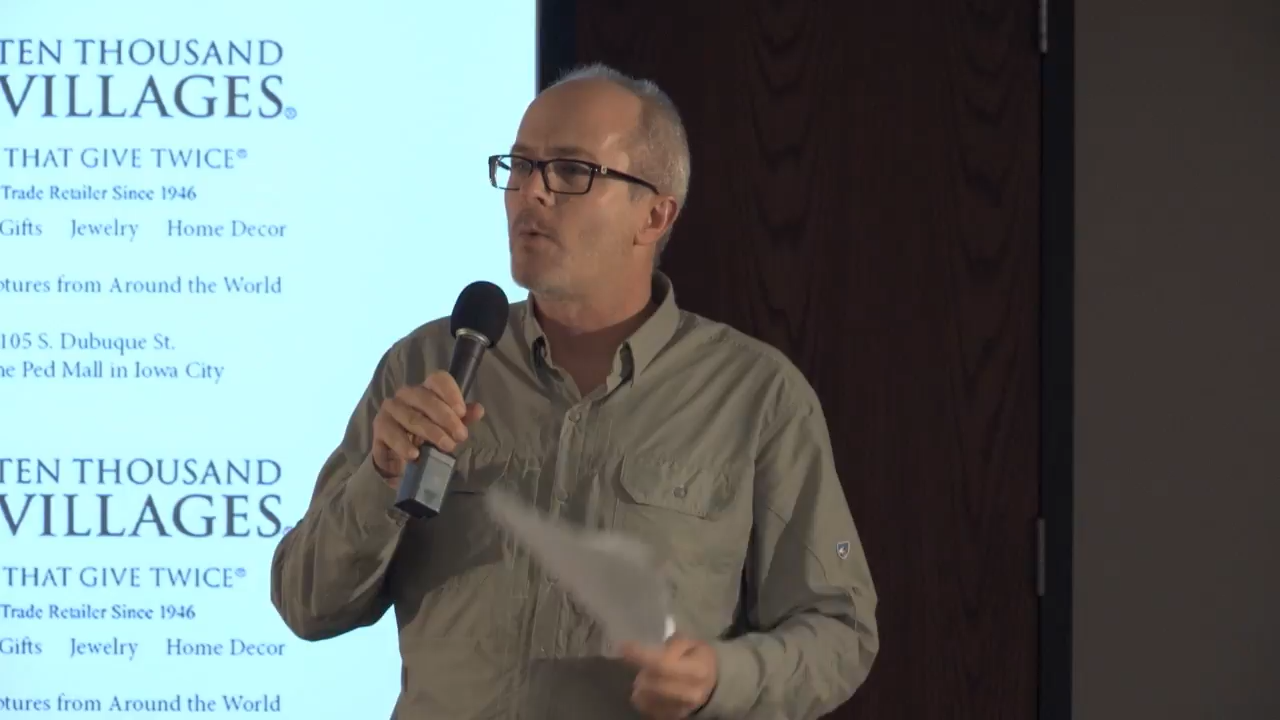 TEN THOUSAND
VILLAGES®
THAT GIVE TWICE®
Trade Retailer Since 1946
Gifts Jewelry Home Decor
from Around the World
105 S. Dubuque St.
Ped Mall in Iowa City
TEN THOUSAND
VILLAGES®
THAT GIVE TWICE®
Trade Retailer Since 1946
Gifts Jewelry Home Decor
from Around the World